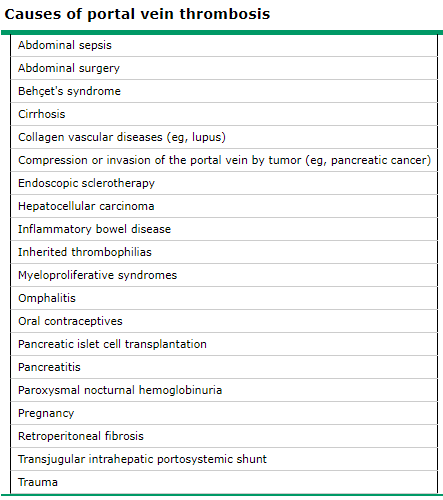 Causes of portal vein thrombosis
Abdominal sepsis
Abdominal surgery
Behçet's syndrome
Cirrhosis
Collagen vascular diseases (eg, lupus)
Compression or invasion of the portal vein by tumor (eg, pancreatic cancer)
Endoscopic sclerotherapy
Hepatocellular carcinoma
Inflammatory bowel disease
Inherited thrombophilias
Myeloproliferative syndromes
Omphalitis
Oral contraceptives
Pancreatic islet cell transplantation
Pancreatitis
Paroxysmal nocturnal hemoglobinuria
Pregnancy
Retroperitoneal fibrosis
Transjugular intrahepatic portosystemic shunt
Trauma